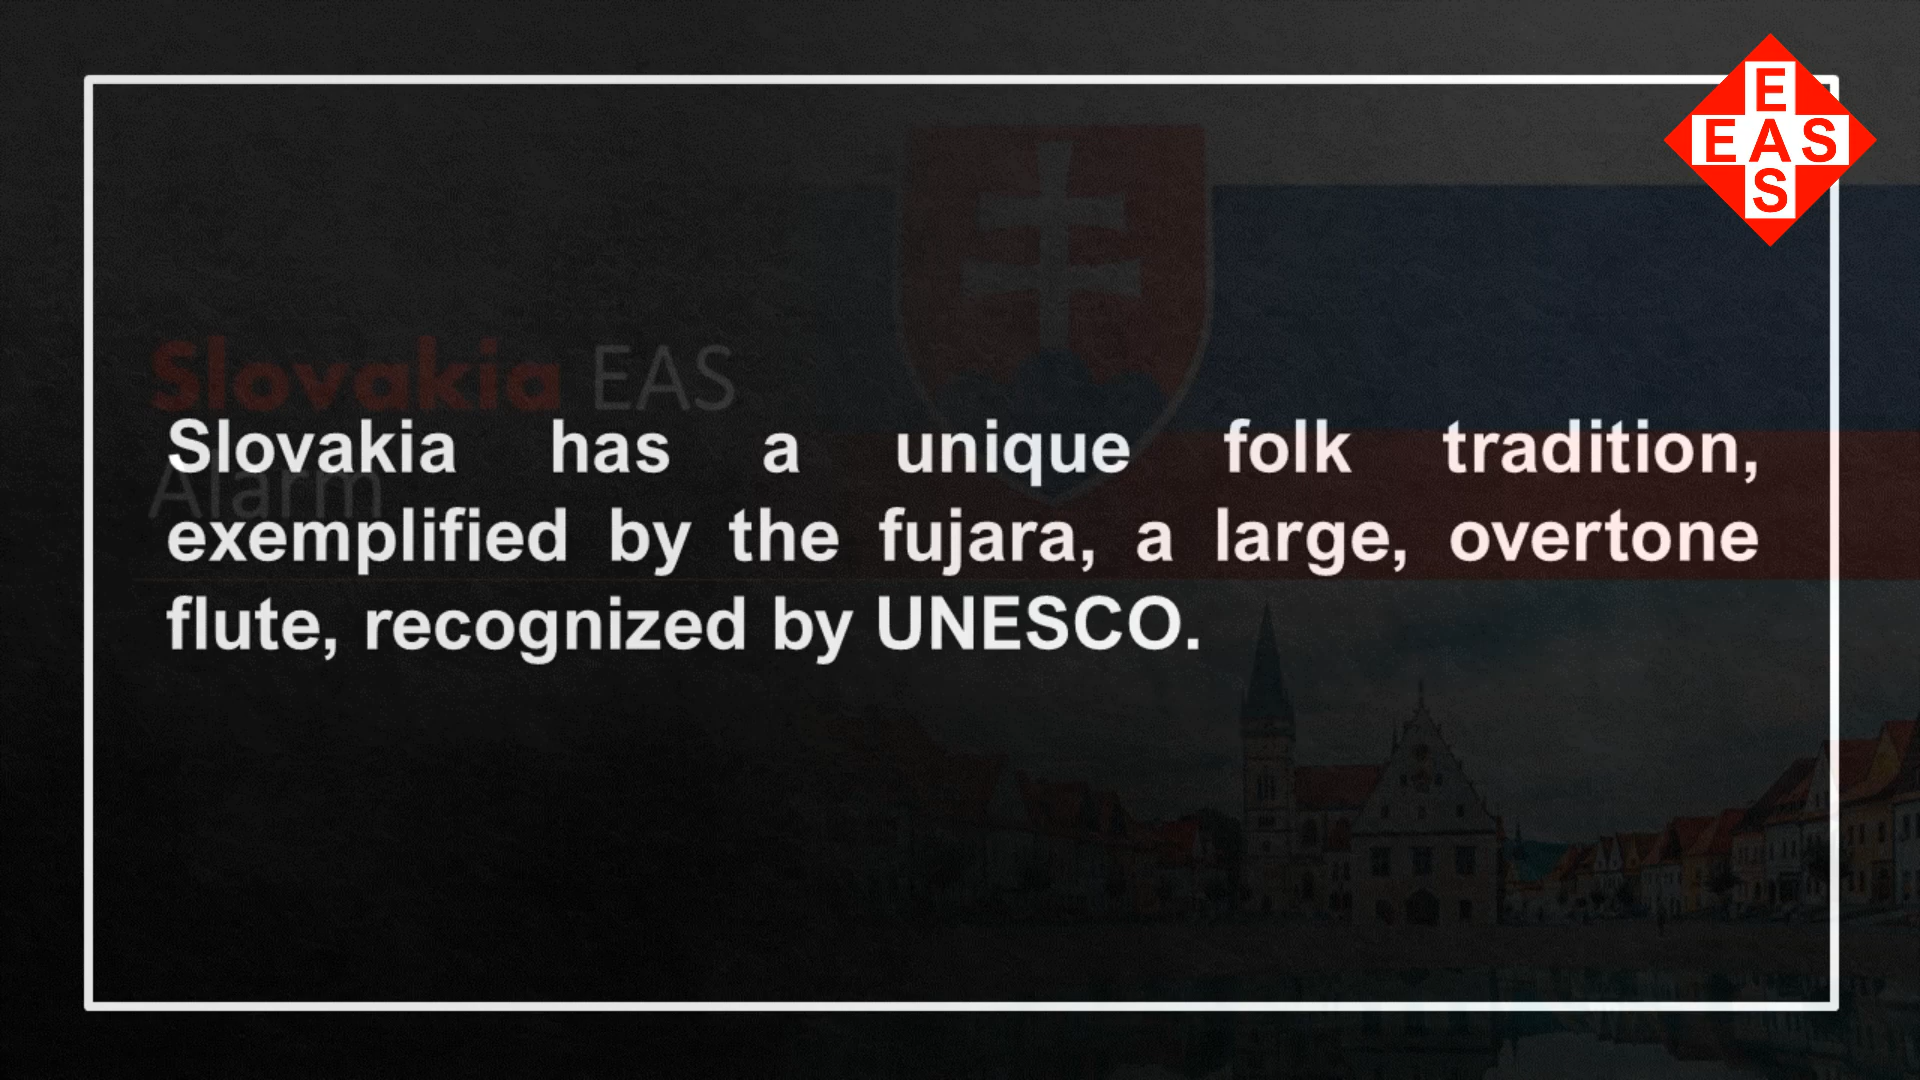 E
EAS
S
Slovakia EAS
Alarm
Slovakia has a unique folk tradition,
exemplified by the fujara, a large, overtone
flute, recognized by UNESCO.